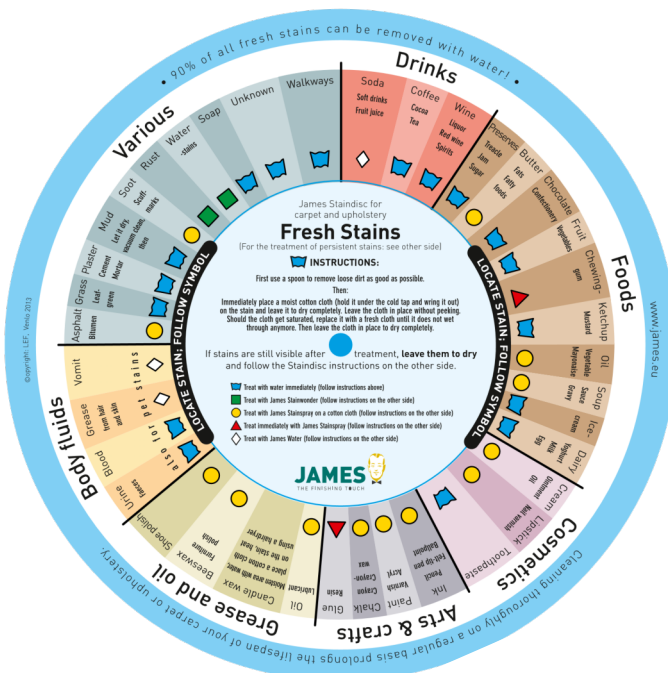 • 90% of all fresh stains can be removed with water! •
Drinks
Soda
Soft drinks
Fruit juice
Coffee
Cocoa
Tea
Wine
Liquor
Red wine
Spirits
Foods
Preserves
Treacle
Jam
Sugar
Butter
Fats
Fatty
foods
Chocolate
Confectionery
Fruit
Vegetables
Chewing-
gum
Ketchup
Mustard
Oil
Vegetable
Mayonaise
Soup
Sauce
Gravy
Ice-
cream
Dairy
Yoghurt
Milk
Egg
Cosmetics
Cream
Ointment
Oil
Lipstick
Nail varnish
Toothpaste
Arts & crafts
Ink
Felt-tip pen
Ballpoint
Pencil
Paint
Varnish
Acryl
Chalk
Crayon
Crayon-
wax
Glue
Resin
Grease and oil
Oil
Lubricant
Candle wax
Moisten area with water,
place a cotton cloth
on the stain, heat
using a hairdryer
Beeswax
Furniture
polish
Shoe polish
Body fluids
Urine
Faeces
Blood
Grease
from hair
and skin
Vomit
also for pet stains
Various
Asphalt
Bitumen
Grass
Leaf-
green
Plaster
Cement
Mortar
Mud
Let it dry,
vacuum clean,
then
Soot
Scuff-
marks
Rust
Water
-stains
Soap
Unknown
Walkways
LOCATE STAIN; FOLLOW SYMBOL
LOCATE STAIN; FOLLOW SYMBOL
James Staindisc for
carpet and upholstery
Fresh Stains
(For the treatment of persistent stains: see other side)
INSTRUCTIONS:
First use a spoon to remove loose dirt as good as possible.
Then:
Immediately place a moist cotton cloth (hold it under the cold tap and wring it out)
on the stain and leave it to dry completely. Leave the cloth in place without peeking.
Should the cloth get saturated, replace it with a fresh cloth until it does not wet
through anymore. Then leave the cloth in place to dry completely.
If stains are still visible after treatment, leave them to dry
and follow the Staindisc instructions on the other side.
Treat with water immediately (follow instructions above)
Treat with James Stainwonder (follow instructions on the other side)
Treat with James Stainspray on a cotton cloth (follow instructions on the other side)
Treat immediately with James Stainspray (follow instructions on the other side)
Treat with James Water (follow instructions on the other side)
JAMES
THE FINISHING TOUCH
Cleaning thoroughly on a regular basis prolongs the lifespan of your carpet or upholstery.
www.james.eu
©copyright; LEF, Venlo 2013